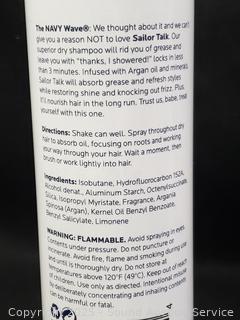 The NAVY Wave®: We thought about it and we can't
give you a reason NOT to love Sailor Talk. Our
superior dry shampoo will rid you of grease and
leave you with "thanks, I showered!" locks in less
than 3 minutes. Infused with Argan oil and minerals,
Sailor Talk will absorb grease and refresh styles
while restoring shine and knocking out frizz. Plus,
it'll nourish hair in the long run. Trust us, babe, treat
yourself with this one.
Directions: Shake can well. Spray throughout dry
hair to absorb oil, focusing on roots and working
your way through your hair. Wait a moment, then
brush or work lightly into hair.
Ingredients: Isobutane, Hydrofluorocarbon 152A,
Alcohol denat., Aluminum Starch, Octenylsuccinate,
Silica, Isopropyl Myristate, Fragrance, Argania
Spinosa (Argan), Kernel Oil Benzyl Benzoate,
Benzyl Salicylate, Limonene
WARNING: FLAMMABLE. Avoid spraying in eyes.
Contents under pressure. Do not puncture or
incinerate. Avoid fire, flame and smoking during use
and until is thoroughly dry. Do not store at
temperatures above 120°F (49°C). Keep out of reach
of children. Use only as directed. Intentional misuse
by deliberately concentrating and inhaling contents
can be harmful or fatal.